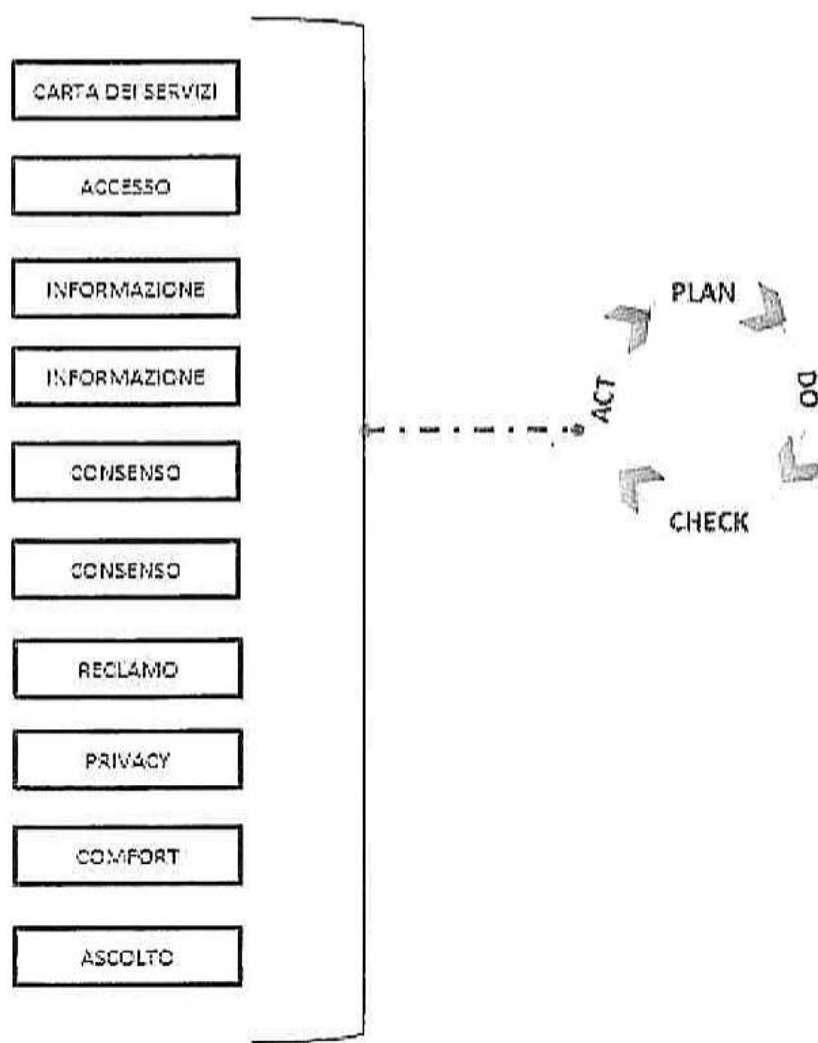 CARTA DEI SERVIZI
ACCESSO
INFORMAZIONE
INFORMAZIONE
CONSENSO
CONSENSO
RECLAMO
PRIVACY
COMFORT
ASCOLTO
PLAN
DO
CHECK
ACT